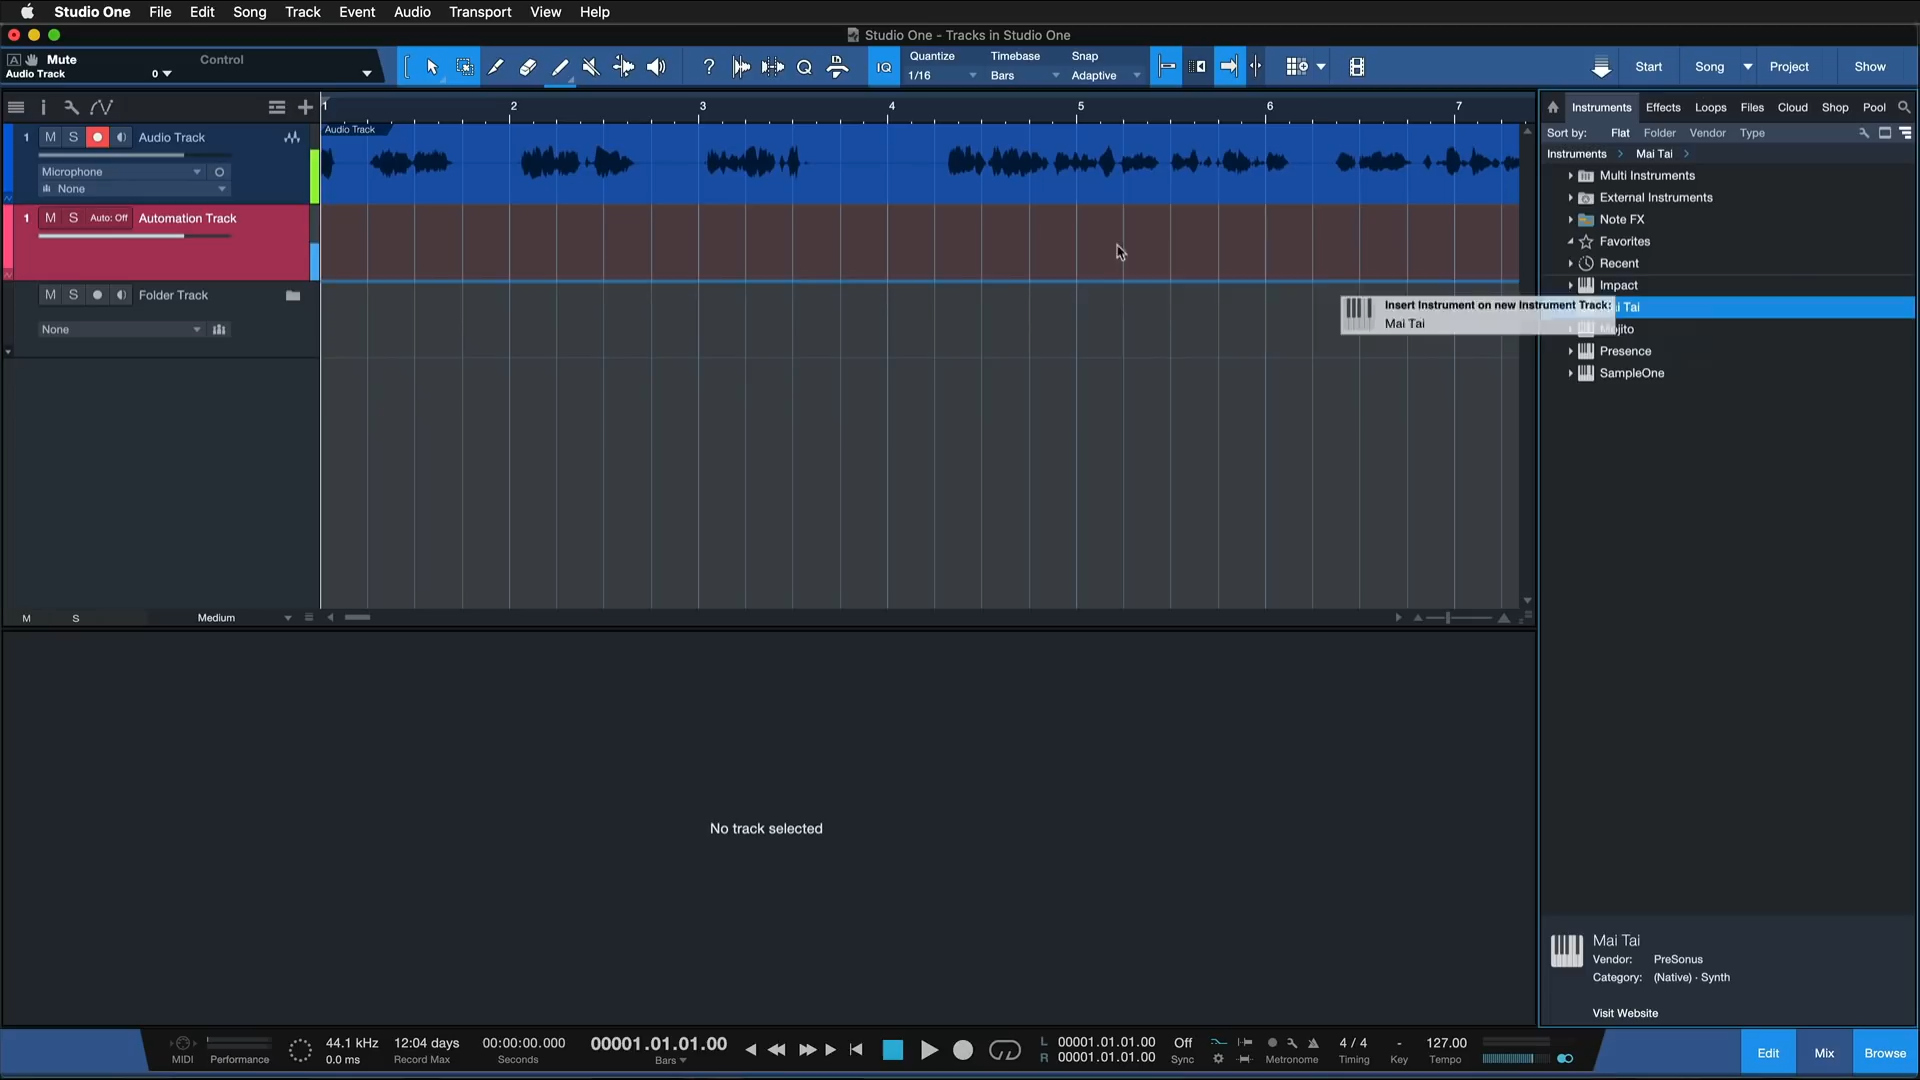 Studio One File Edit Song Track Event Audio Transport View Help
Studio One - Tracks in Studio One
Mute Control
Audio Track 0
Quantize Timebase Snap
1/16 Bars Adaptive
IQ
Start Song Project Show
1 2 3 4 5 6 7
Instruments Effects Loops Files Cloud Shop Pool
Sort by: Flat Folder Vendor Type
Instruments Mai Tai
1 M S Audio Track
Audio Track
Microphone
None
1 M S Auto: Off Automation Track
M S Folder Track
None
Multi Instruments
External Instruments
Note FX
Favorites
Recent
Impact
Insert Instrument on new Instrument Track:
Mai Tai
Tai
Mojito
Presence
SampleOne
M S Medium
No track selected
Mai Tai
Vendor: PreSonus
Category: (Native) · Synth
Visit Website
MIDI Performance
44.1 kHz
0.0 ms
12:04 days
Record Max
00:00:00.000
Seconds
00001.01.01.00
Bars
L 00001.01.01.00
R 00001.01.01.00
Off
Sync
Metronome
4 / 4
Timing
-
Key
127.00
Tempo
Edit Mix Browse